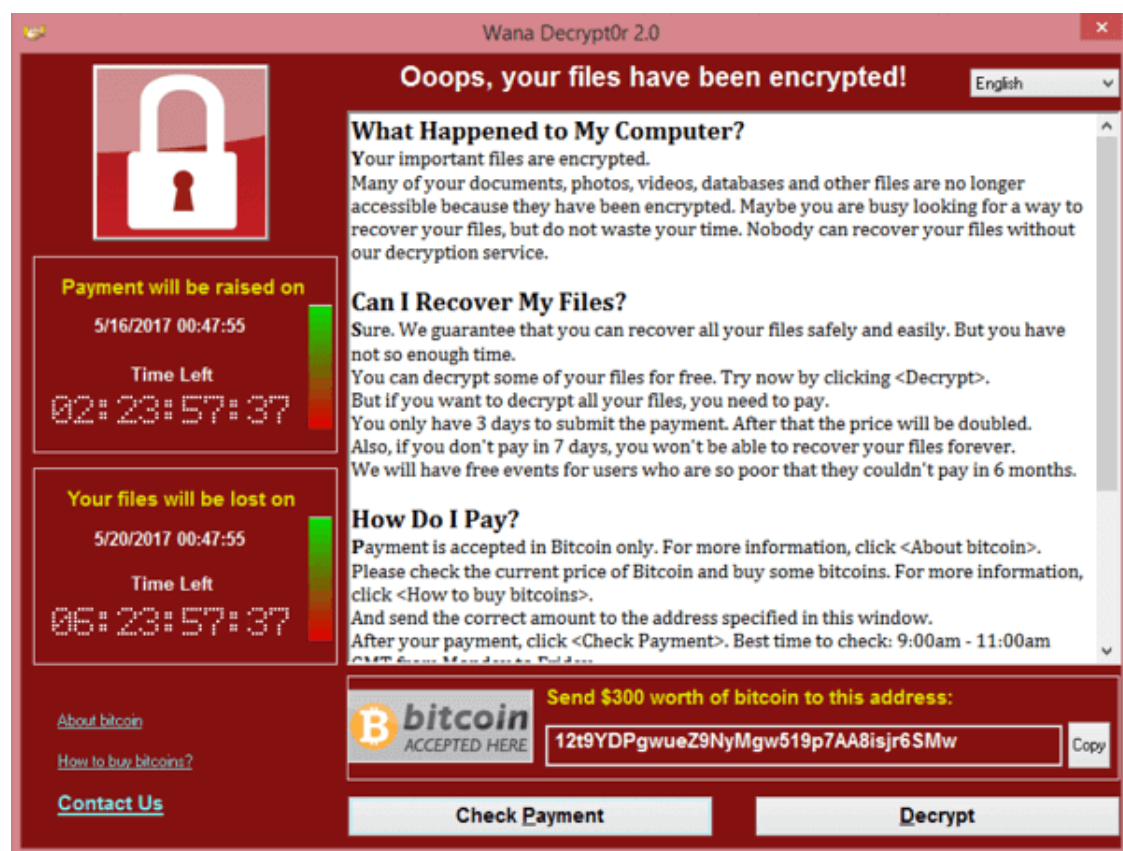 Wana Decrypt0r 2.0
Ooops, your files have been encrypted!
English
What Happened to My Computer?
Your important files are encrypted.
Many of your documents, photos, videos, databases and other files are no longer
accessible because they have been encrypted. Maybe you are busy looking for a way to
recover your files, but do not waste your time. Nobody can recover your files without
our decryption service.
Can I Recover My Files?
Sure. We guarantee that you can recover all your files safely and easily. But you have
not so enough time.
You can decrypt some of your files for free. Try now by clicking <Decrypt>.
But if you want to decrypt all your files, you need to pay.
You only have 3 days to submit the payment. After that the price will be doubled.
Also, if you don't pay in 7 days, you won't be able to recover your files forever.
We will have free events for users who are so poor that they couldn't pay in 6 months.
How Do I Pay?
Payment is accepted in Bitcoin only. For more information, click <About bitcoin>.
Please check the current price of Bitcoin and buy some bitcoins. For more information,
click <How to buy bitcoins>.
And send the correct amount to the address specified in this window.
After your payment, click <Check Payment>. Best time to check: 9:00am - 11:00am
GMT from Monday to Friday
Payment will be raised on
5/16/2017 00:47:55
Time Left
02:23:57:37
Your files will be lost on
5/20/2017 00:47:55
Time Left
06:23:57:37
About bitcoin
How to buy bitcoins?
Contact Us
bitcoin
ACCEPTED HERE
Send $300 worth of bitcoin to this address:
12t9YDPgwueZ9NyMgw519p7AA8isjr6SMw
Copy
Check Payment
Decrypt